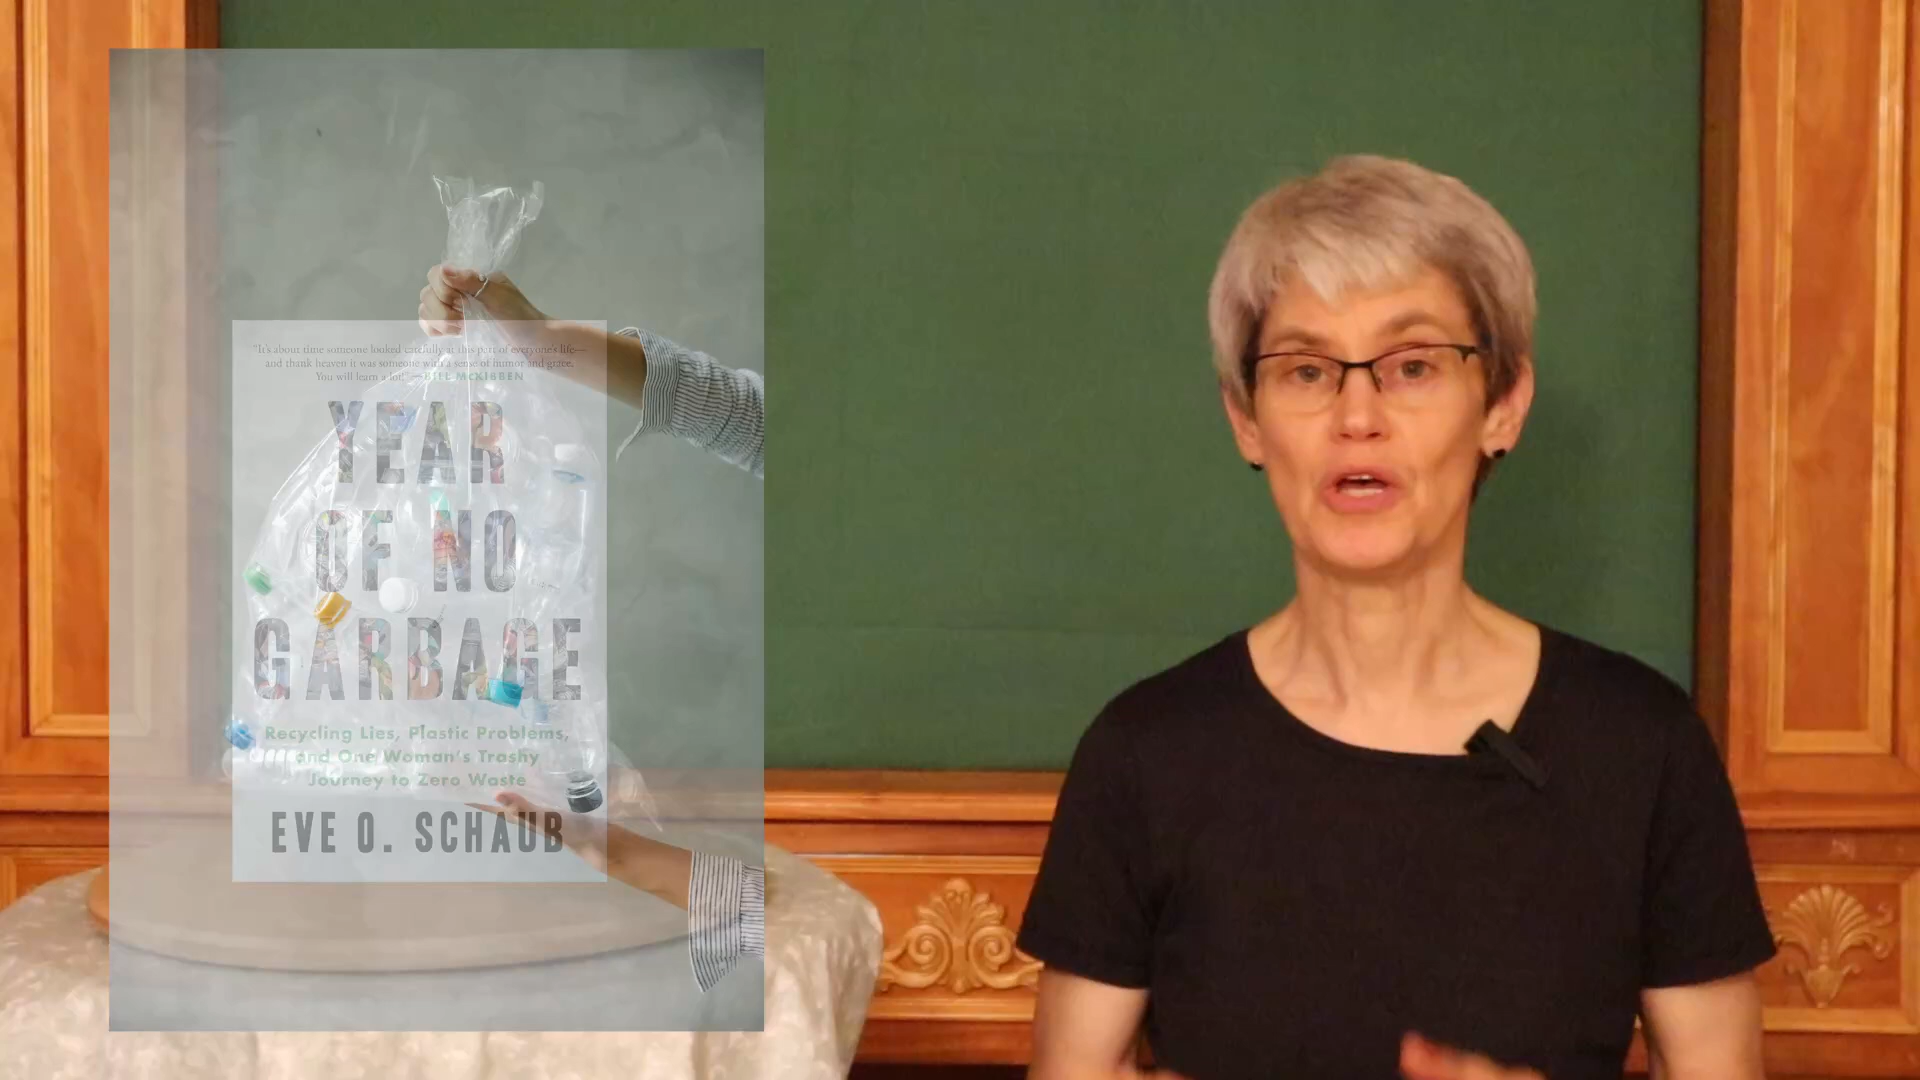 "It's about time someone looked carefully at this part of everyone's life—
and thank heaven it was someone with a sense of humor and grace.
You will learn a lot!" —BILL McKIBBEN
YEAR
OF NO
GARBAGE
Recycling Lies, Plastic Problems,
and One Woman's Trashy
Journey to Zero Waste
EVE O. SCHAUB